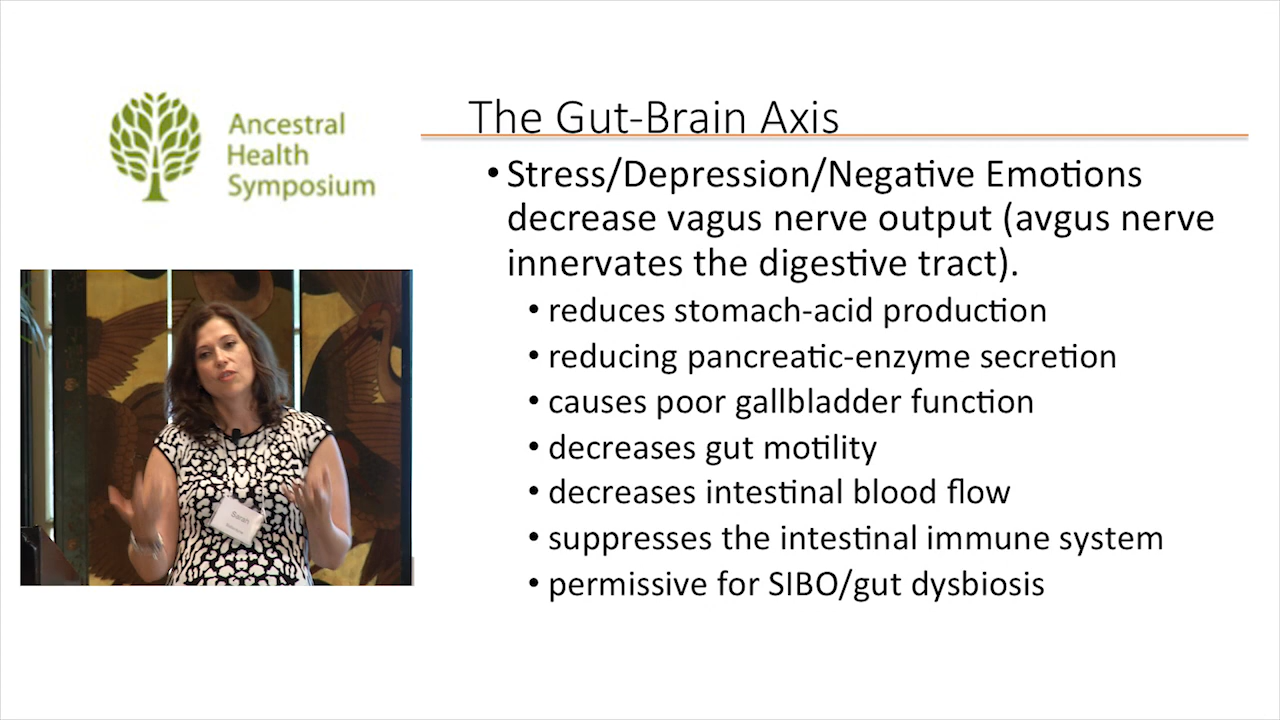 Ancestral
Health
Symposium
The Gut-Brain Axis
• Stress/Depression/Negative Emotions
decrease vagus nerve output (avgus nerve
innervates the digestive tract).
• reduces stomach-acid production
• reducing pancreatic-enzyme secretion
• causes poor gallbladder function
• decreases gut motility
• decreases intestinal blood flow
• suppresses the intestinal immune system
• permissive for SIBO/gut dysbiosis
Sarah